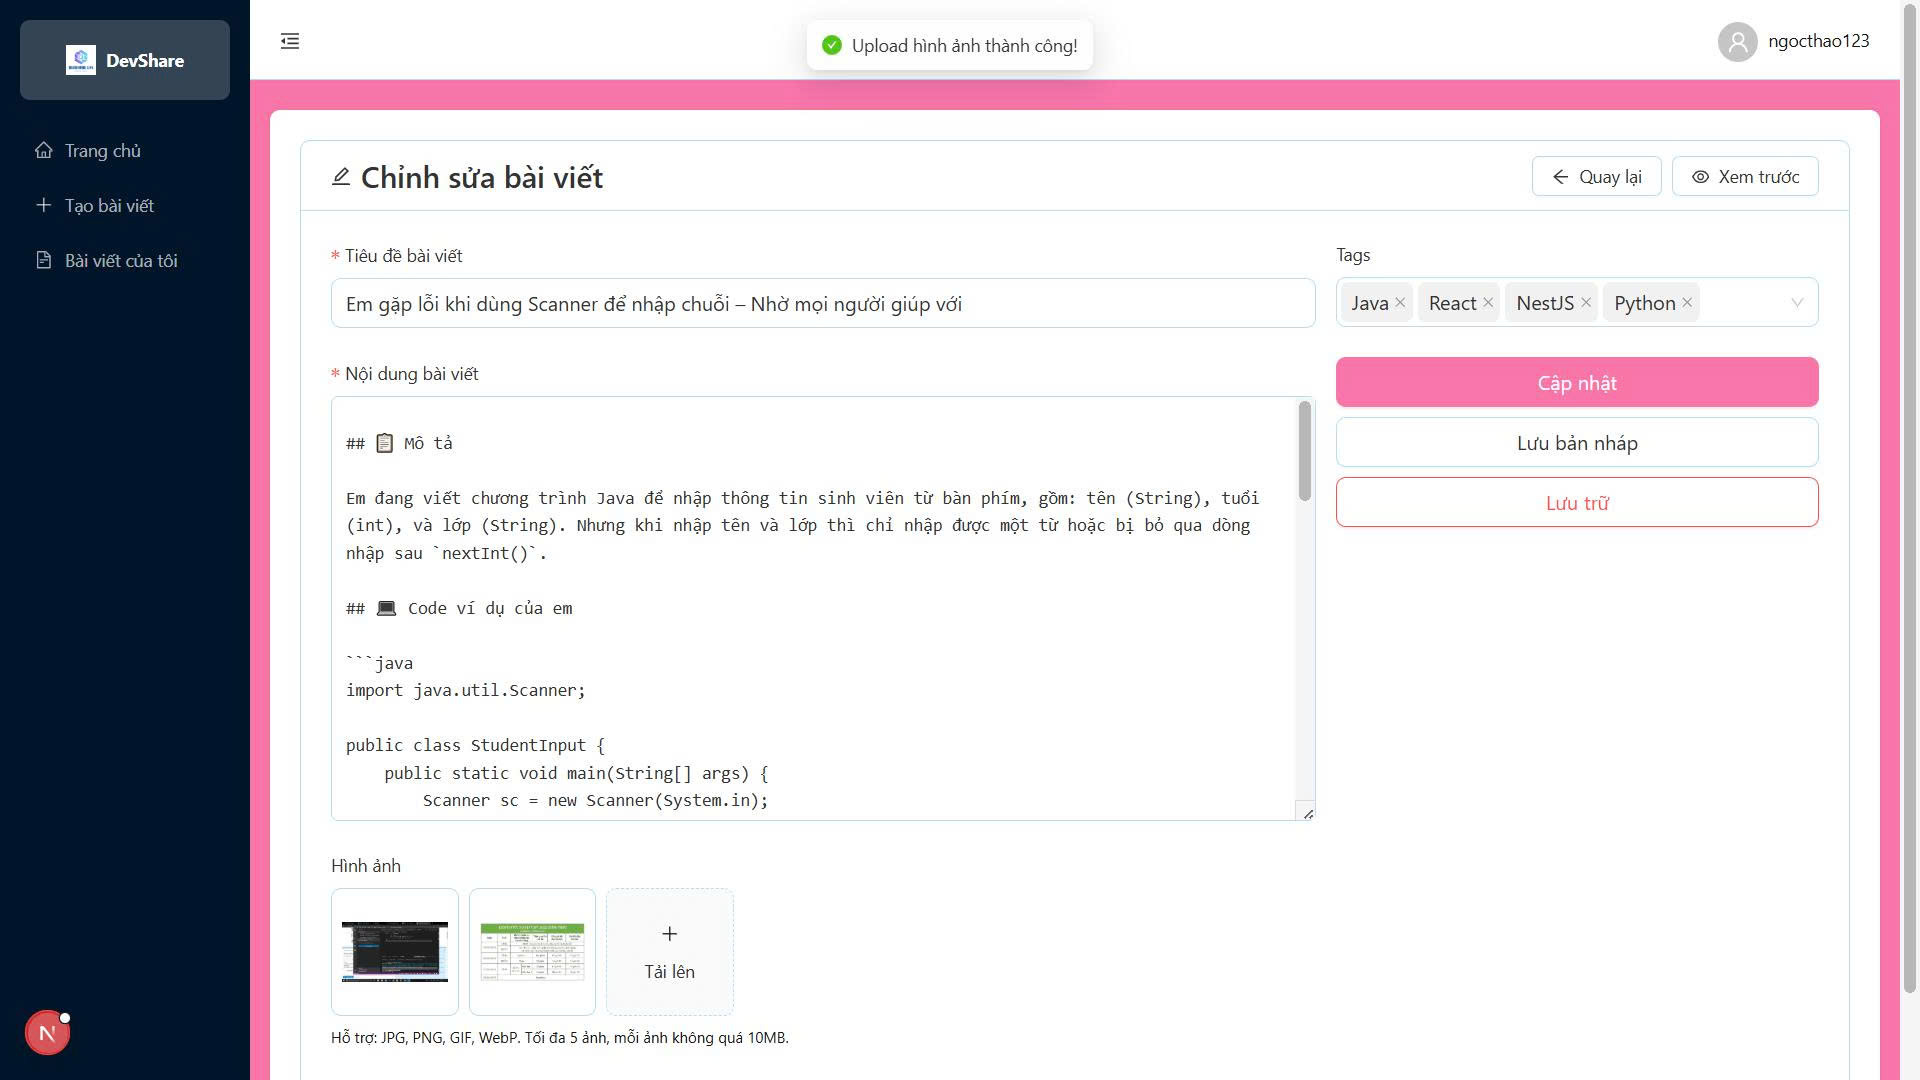 DevShare
Upload hình ảnh thành công!
ngocthao123
Trang chủ
Tạo bài viết
Bài viết của tôi
Chỉnh sửa bài viết
Quay lại
Xem trước
* Tiêu đề bài viết
Em gặp lỗi khi dùng Scanner để nhập chuỗi – Nhờ mọi người giúp với
Tags
Java
React
NestJS
Python
Cập nhật
Lưu bản nháp
Lưu trữ
* Nội dung bài viết
## 📋 Mô tả
Em đang viết chương trình Java để nhập thông tin sinh viên từ bàn phím, gồm: tên (String), tuổi
(int), và lớp (String). Nhưng khi nhập tên và lớp thì chỉ nhập được một từ hoặc bị bỏ qua dòng
nhập sau `nextInt()`.
## 💻 Code ví dụ của em
```java
import java.util.Scanner;
public class StudentInput {
public static void main(String[] args) {
Scanner sc = new Scanner(System.in);
Hình ảnh
Tải lên
Hỗ trợ: JPG, PNG, GIF, WebP. Tối đa 5 ảnh, mỗi ảnh không quá 10MB.
N